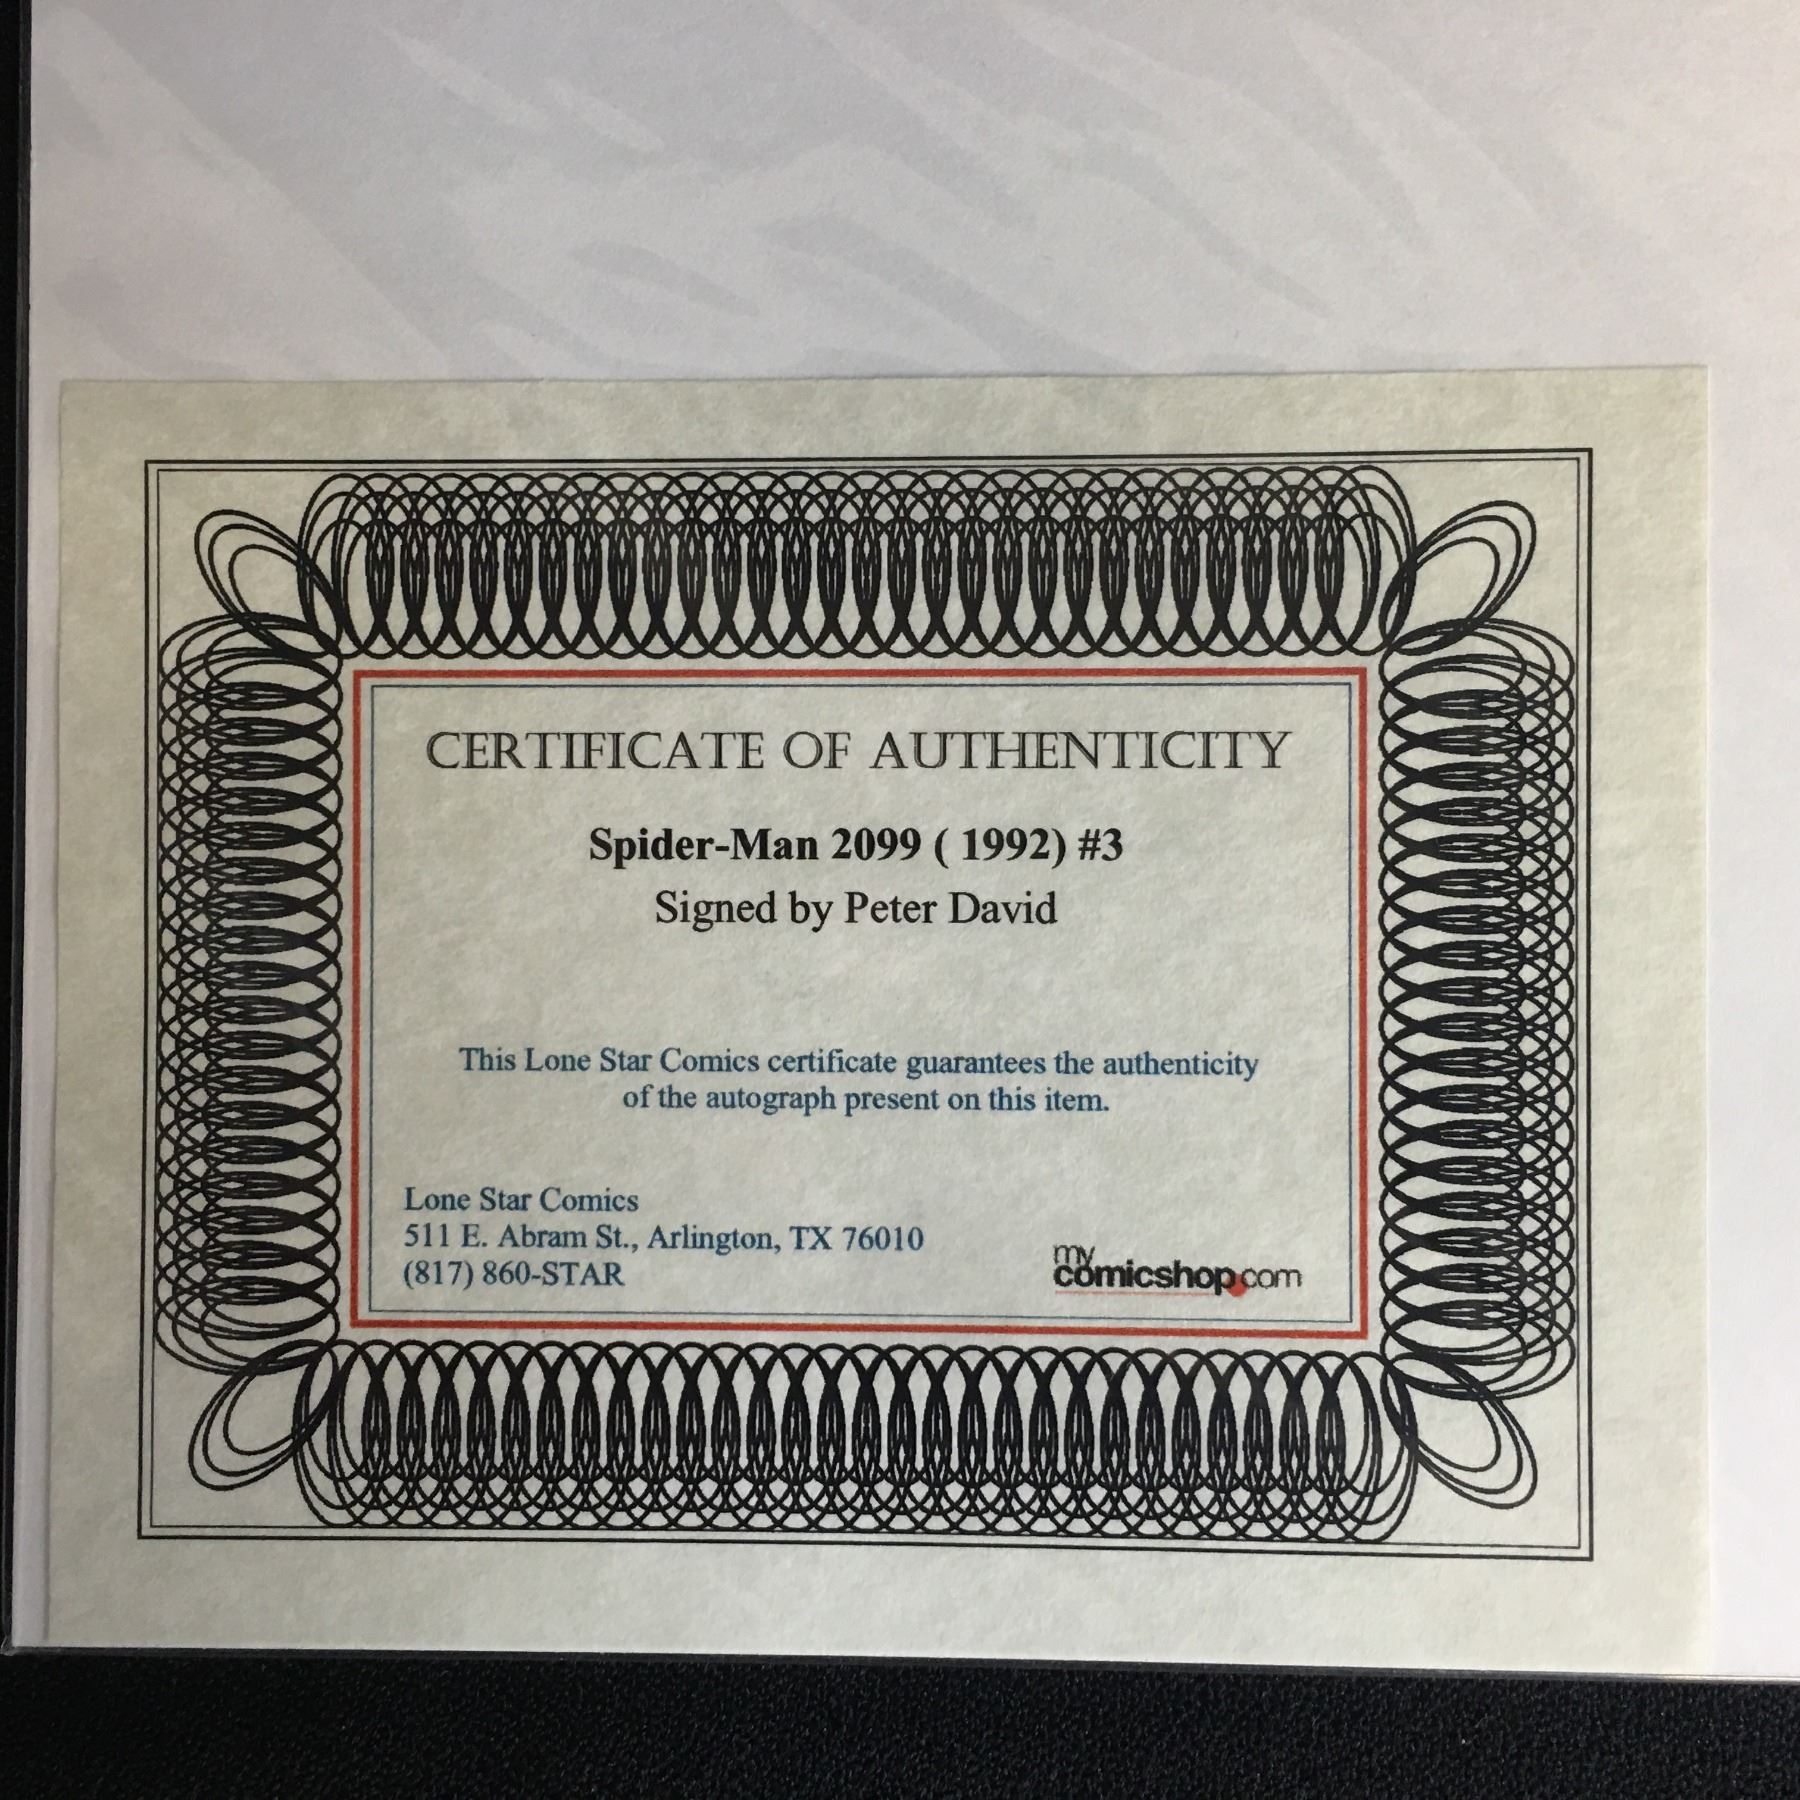 CERTIFICATE OF AUTHENTICITY
Spider-Man 2099 ( 1992) #3
Signed by Peter David
This Lone Star Comics certificate guarantees the authenticity
of the autograph present on this item.
Lone Star Comics
511 E. Abram St., Arlington, TX 76010
(817) 860-STAR
my
comicshop.com